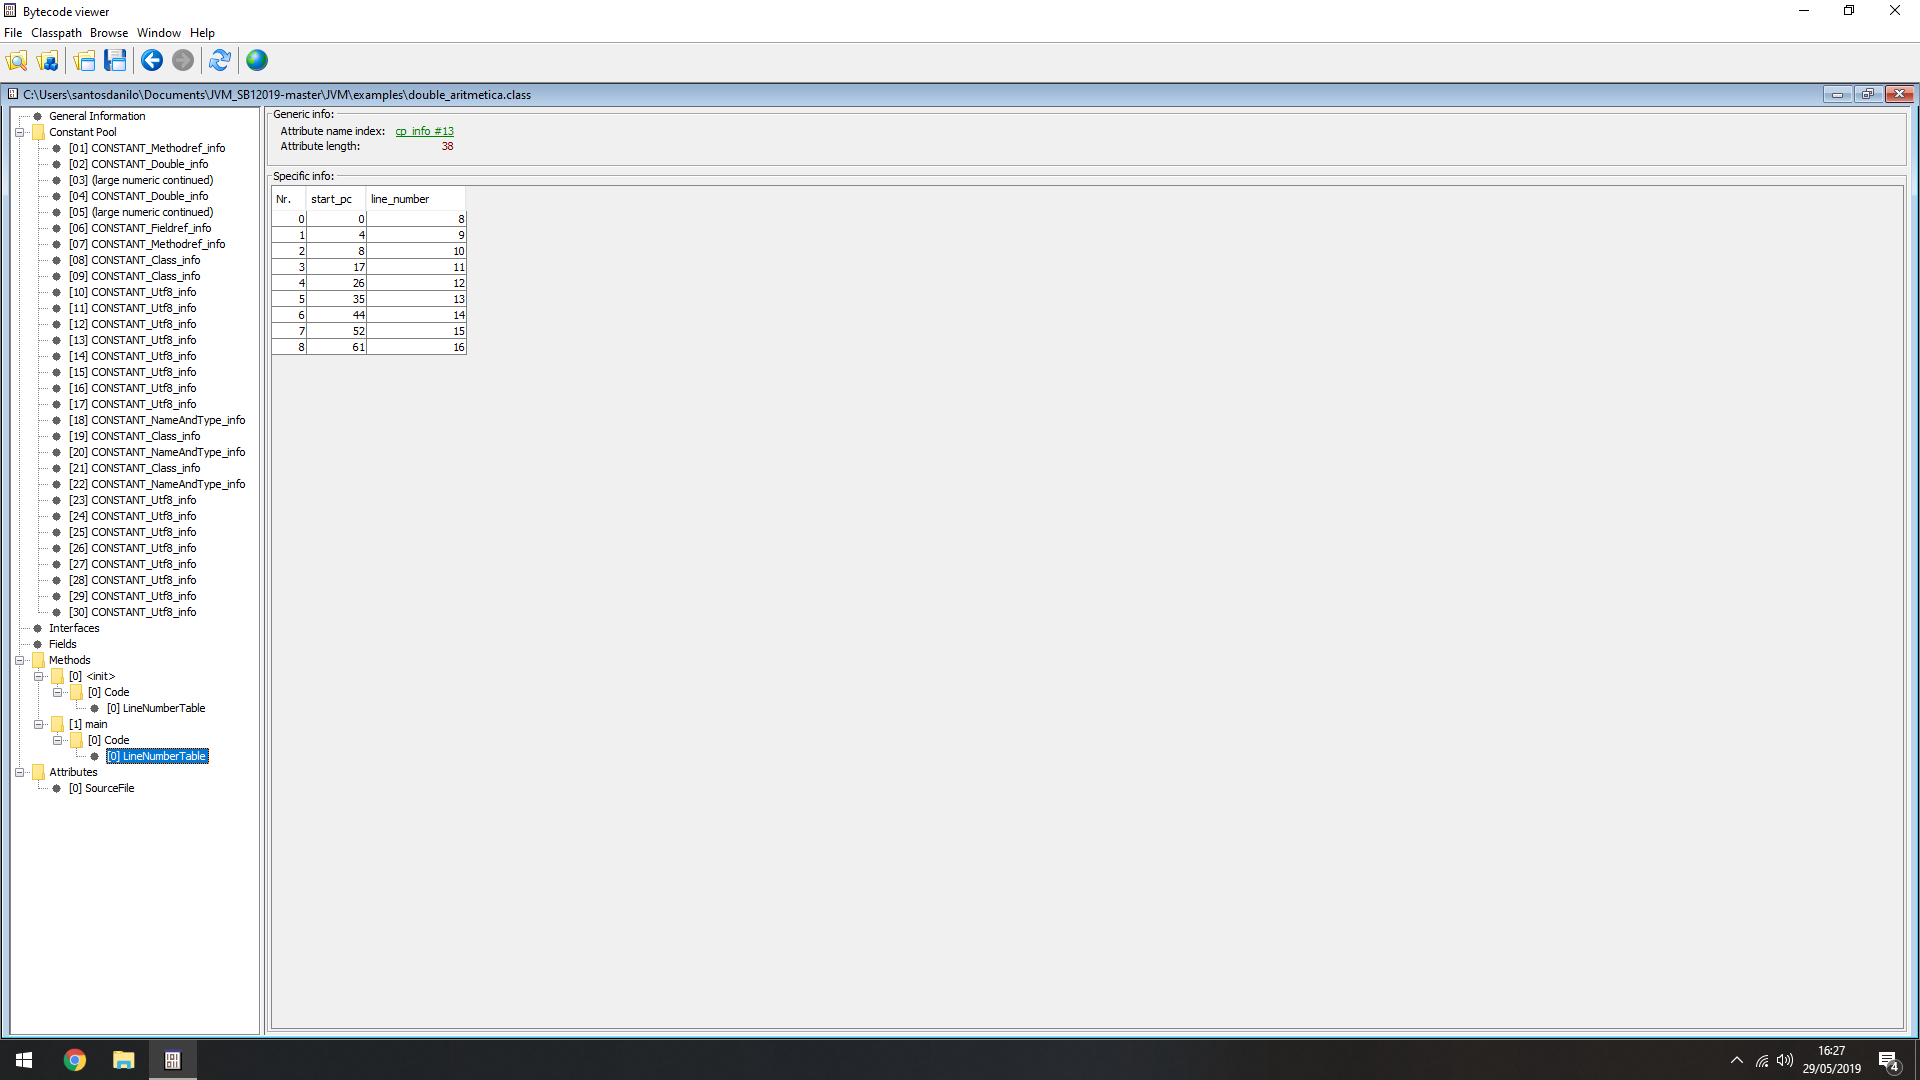 Bytecode viewer
File Classpath Browse Window Help
C:\Users\santosdanilo\Documents\JVM_SB12019-master\JVM\examples\double_aritmetica.class
General Information
Constant Pool
[01] CONSTANT_Methodref_info
[02] CONSTANT_Double_info
[03] (large numeric continued)
[04] CONSTANT_Double_info
[05] (large numeric continued)
[06] CONSTANT_Fieldref_info
[07] CONSTANT_Methodref_info
[08] CONSTANT_Class_info
[09] CONSTANT_Class_info
[10] CONSTANT_Utf8_info
[11] CONSTANT_Utf8_info
[12] CONSTANT_Utf8_info
[13] CONSTANT_Utf8_info
[14] CONSTANT_Utf8_info
[15] CONSTANT_Utf8_info
[16] CONSTANT_Utf8_info
[17] CONSTANT_Utf8_info
[18] CONSTANT_NameAndType_info
[19] CONSTANT_Class_info
[20] CONSTANT_NameAndType_info
[21] CONSTANT_Class_info
[22] CONSTANT_NameAndType_info
[23] CONSTANT_Utf8_info
[24] CONSTANT_Utf8_info
[25] CONSTANT_Utf8_info
[26] CONSTANT_Utf8_info
[27] CONSTANT_Utf8_info
[28] CONSTANT_Utf8_info
[29] CONSTANT_Utf8_info
[30] CONSTANT_Utf8_info
Interfaces
Fields
Methods
[0] <init>
[0] Code
[0] LineNumberTable
[1] main
[0] Code
[0] LineNumberTable
Attributes
[0] SourceFile
Generic info:
Attribute name index: cp_info #13
Attribute length: 38
Specific info:
Nr. start_pc line_number
0 0 8
1 4 9
2 8 10
3 17 11
4 26 12
5 35 13
6 44 14
7 52 15
8 61 16
16:27
29/05/2019
4